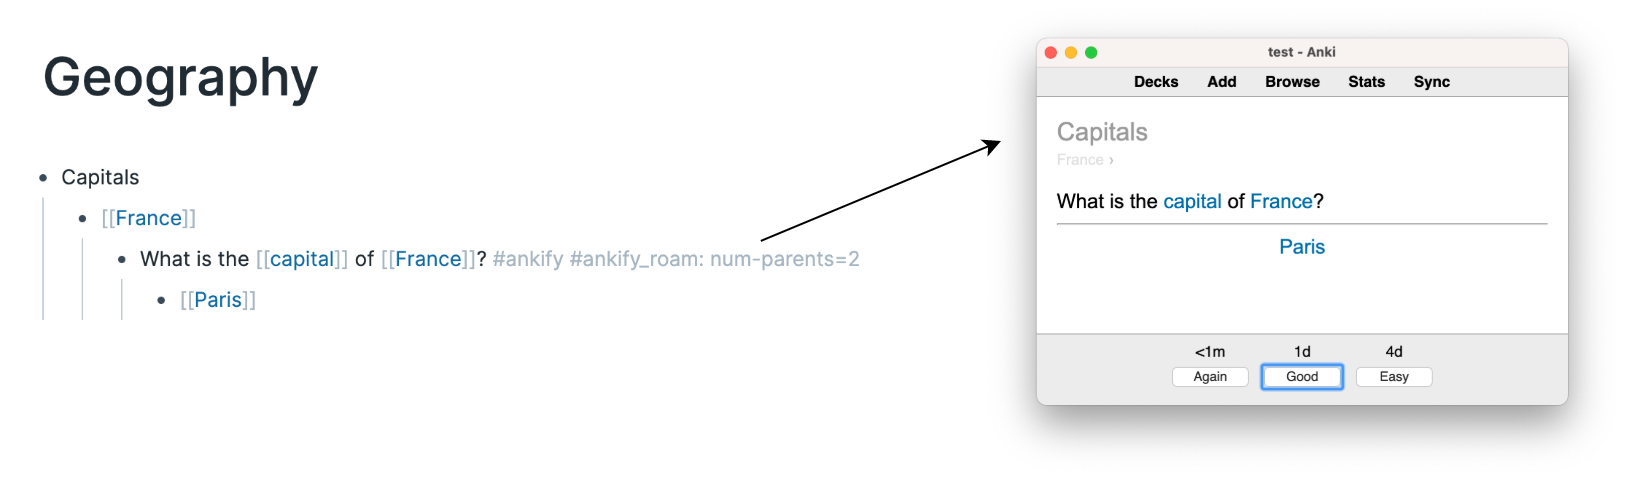 Geography
Capitals
[[France]]
What is the [[capital]] of [[France]]? #ankify #ankify_roam: num-parents=2
[[Paris]]
test - Anki
Decks Add Browse Stats Sync
Capitals
France ›
What is the capital of France?
Paris
<1m 1d 4d
Again Good Easy